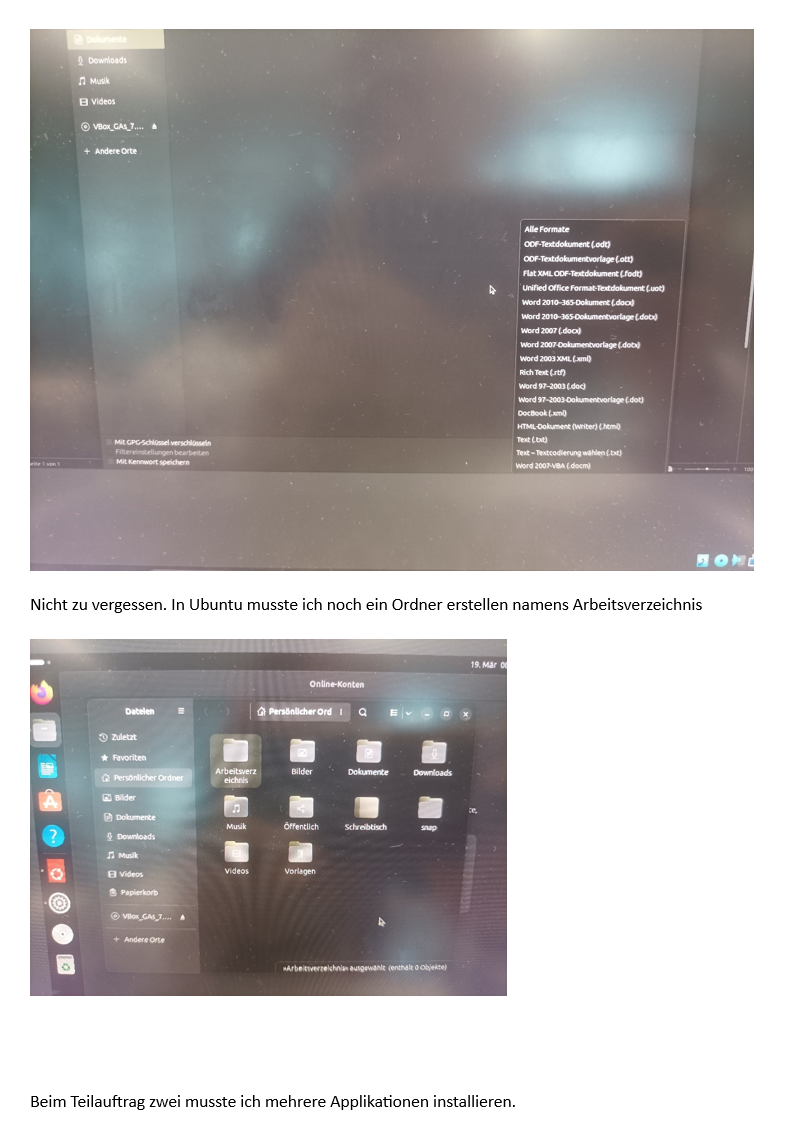 Dokumente
Downloads
Musik
Videos
VBox_GAs_7....
+ Andere Orte
Alle Formate
ODF-Textdokument (.odt)
ODF-Textdokumentvorlage (.ott)
Flat XML ODF-Textdokument (.fodt)
Unified Office Format-Textdokument (.uot)
Word 2010–365-Dokument (.docx)
Word 2010–365-Dokumentvorlage (.dotx)
Word 2007 (.docx)
Word 2007-Dokumentvorlage (.dotx)
Word 2003 XML (.xml)
Rich Text (.rtf)
Word 97–2003 (.doc)
Word 97–2003-Dokumentvorlage (.dot)
DocBook (.xml)
HTML-Dokument (Writer) (.html)
Text (.txt)
Text – Textcodierung wählen (.txt)
Word 2007-VBA (.docm)
Mit GPG-Schlüssel verschlüsseln
Filtereinstellungen bearbeiten
Mit Kennwort speichern
eite 1 von 1
100
Nicht zu vergessen. In Ubuntu musste ich noch ein Ordner erstellen namens Arbeitsverzeichnis
19. Mär
Online-Konten
Dateien
Persönlicher Ord
Zuletzt
Favoriten
Persönlicher Ordner
Bilder
Dokumente
Downloads
Musik
Videos
Papierkorb
VBox_GAs_7....
+ Andere Orte
Arbeitsverz
eichnis
Bilder
Dokumente
Downloads
Musik
Öffentlich
Schreibtisch
snap
Videos
Vorlagen
»Arbeitsverzeichnis« ausgewählt (enthält 0 Objekte)
Beim Teilauftrag zwei musste ich mehrere Applikationen installieren.